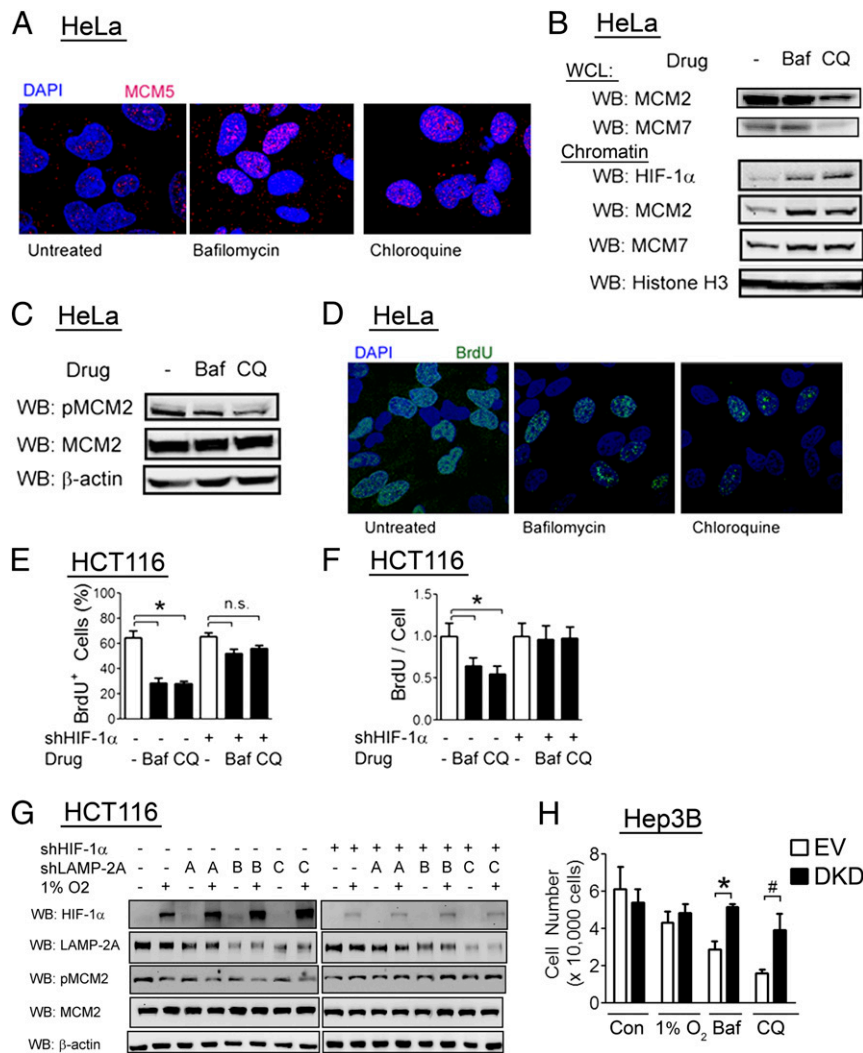 A HeLa
DAPI MCM5
Untreated Bafilomycin Chloroquine
B HeLa
Drug - Baf CQ
WCL:
WB: MCM2
WB: MCM7
Chromatin
WB: HIF-1α
WB: MCM2
WB: MCM7
WB: Histone H3
C HeLa
Drug - Baf CQ
WB: pMCM2
WB: MCM2
WB: β-actin
D HeLa
DAPI BrdU
Untreated Bafilomycin Chloroquine
E HCT116
BrdU+ Cells (%)
100
80
60
40
20
0
* n.s.
shHIF-1α - - - + + +
Drug - Baf CQ - Baf CQ
F HCT116
BrdU / Cell
1.5
1.0
0.5
0.0
*
shHIF-1α - - - + + +
Drug - Baf CQ - Baf CQ
G HCT116
shHIF-1α - - - - - - - - + + + + + + + +
shLAMP-2A - - A A B B C C - - A A B B C C
1% O2 - + - + - + - + - + - + - + - +
WB: HIF-1α
WB: LAMP-2A
WB: pMCM2
WB: MCM2
WB: β-actin
H Hep3B
EV
DKD
Cell Number
(x 10,000 cells)
8
6
4
2
0
* #
Con 1% O2 Baf CQ